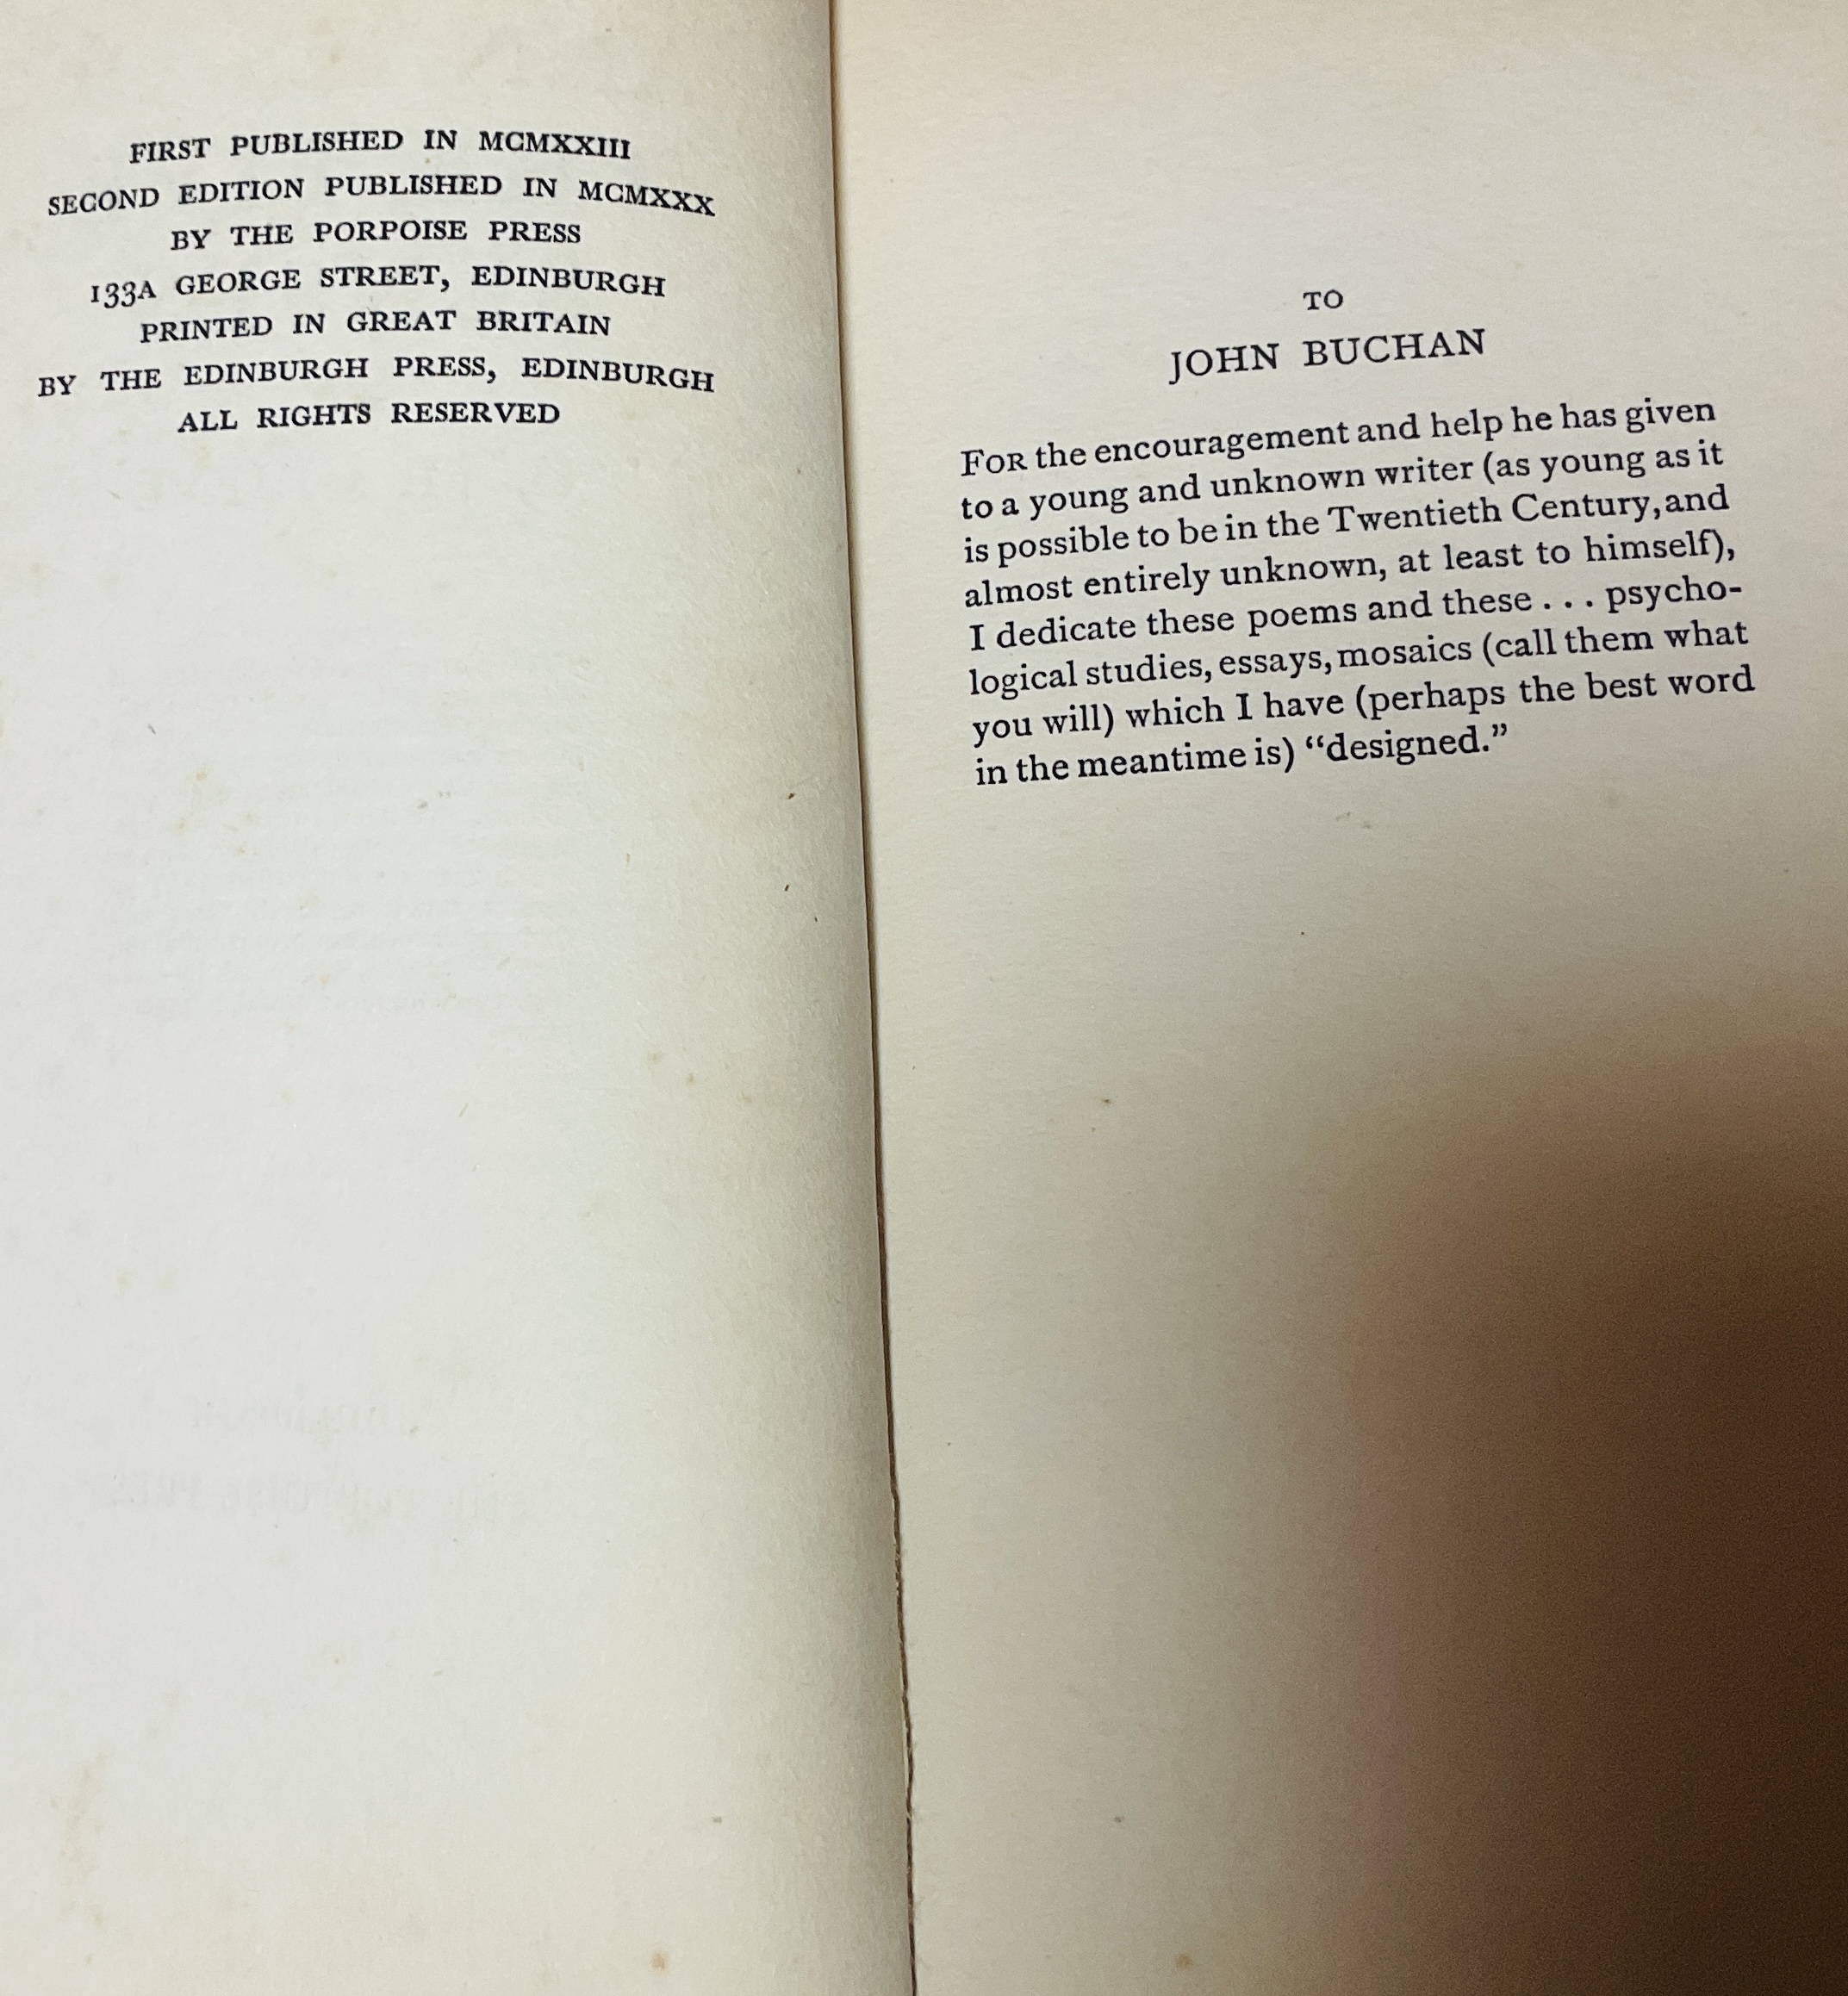 FIRST PUBLISHED IN MCMXXIII
SECOND EDITION PUBLISHED IN MCMXXX
BY THE PORPOISE PRESS
133A GEORGE STREET, EDINBURGH
PRINTED IN GREAT BRITAIN
BY THE EDINBURGH PRESS, EDINBURGH
ALL RIGHTS RESERVED
TO
JOHN BUCHAN
FOR the encouragement and help he has given
to a young and unknown writer (as young as it
is possible to be in the Twentieth Century, and
almost entirely unknown, at least to himself),
I dedicate these poems and these . . . psycho-
logical studies, essays, mosaics (call them what
you will) which I have (perhaps the best word
in the meantime is) “designed.”